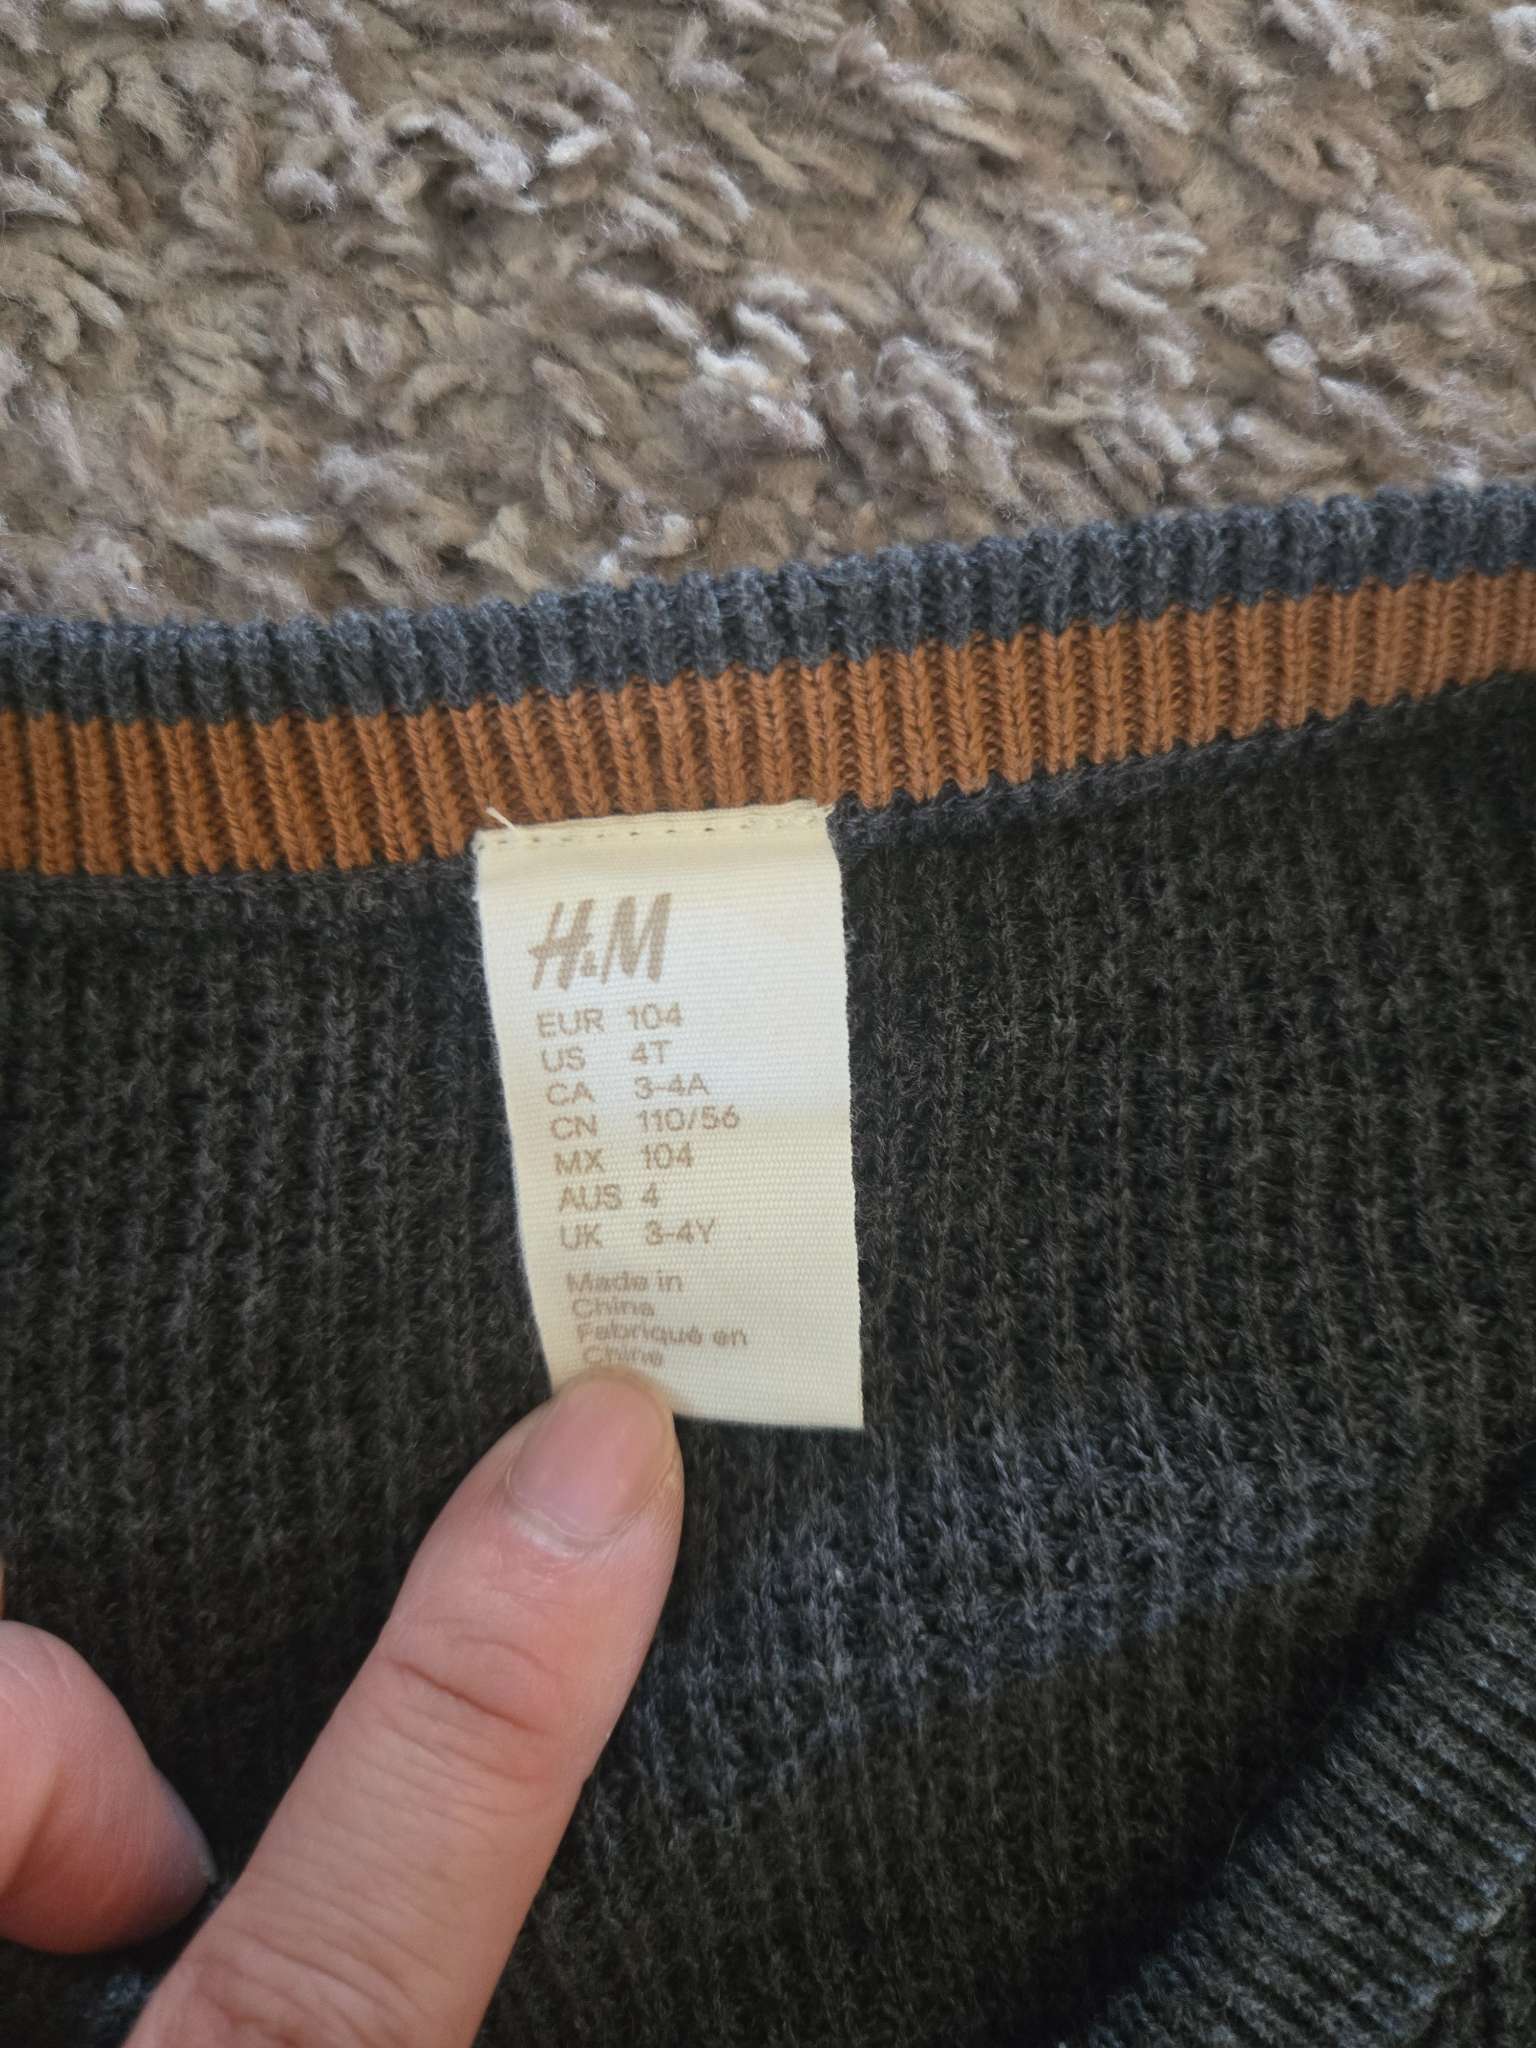 H&M
EUR 104
US 4T
CA 3-4A
CN 110/56
MX 104
AUS 4
UK 3-4Y
Made in
China
Fabriqué en
Chine